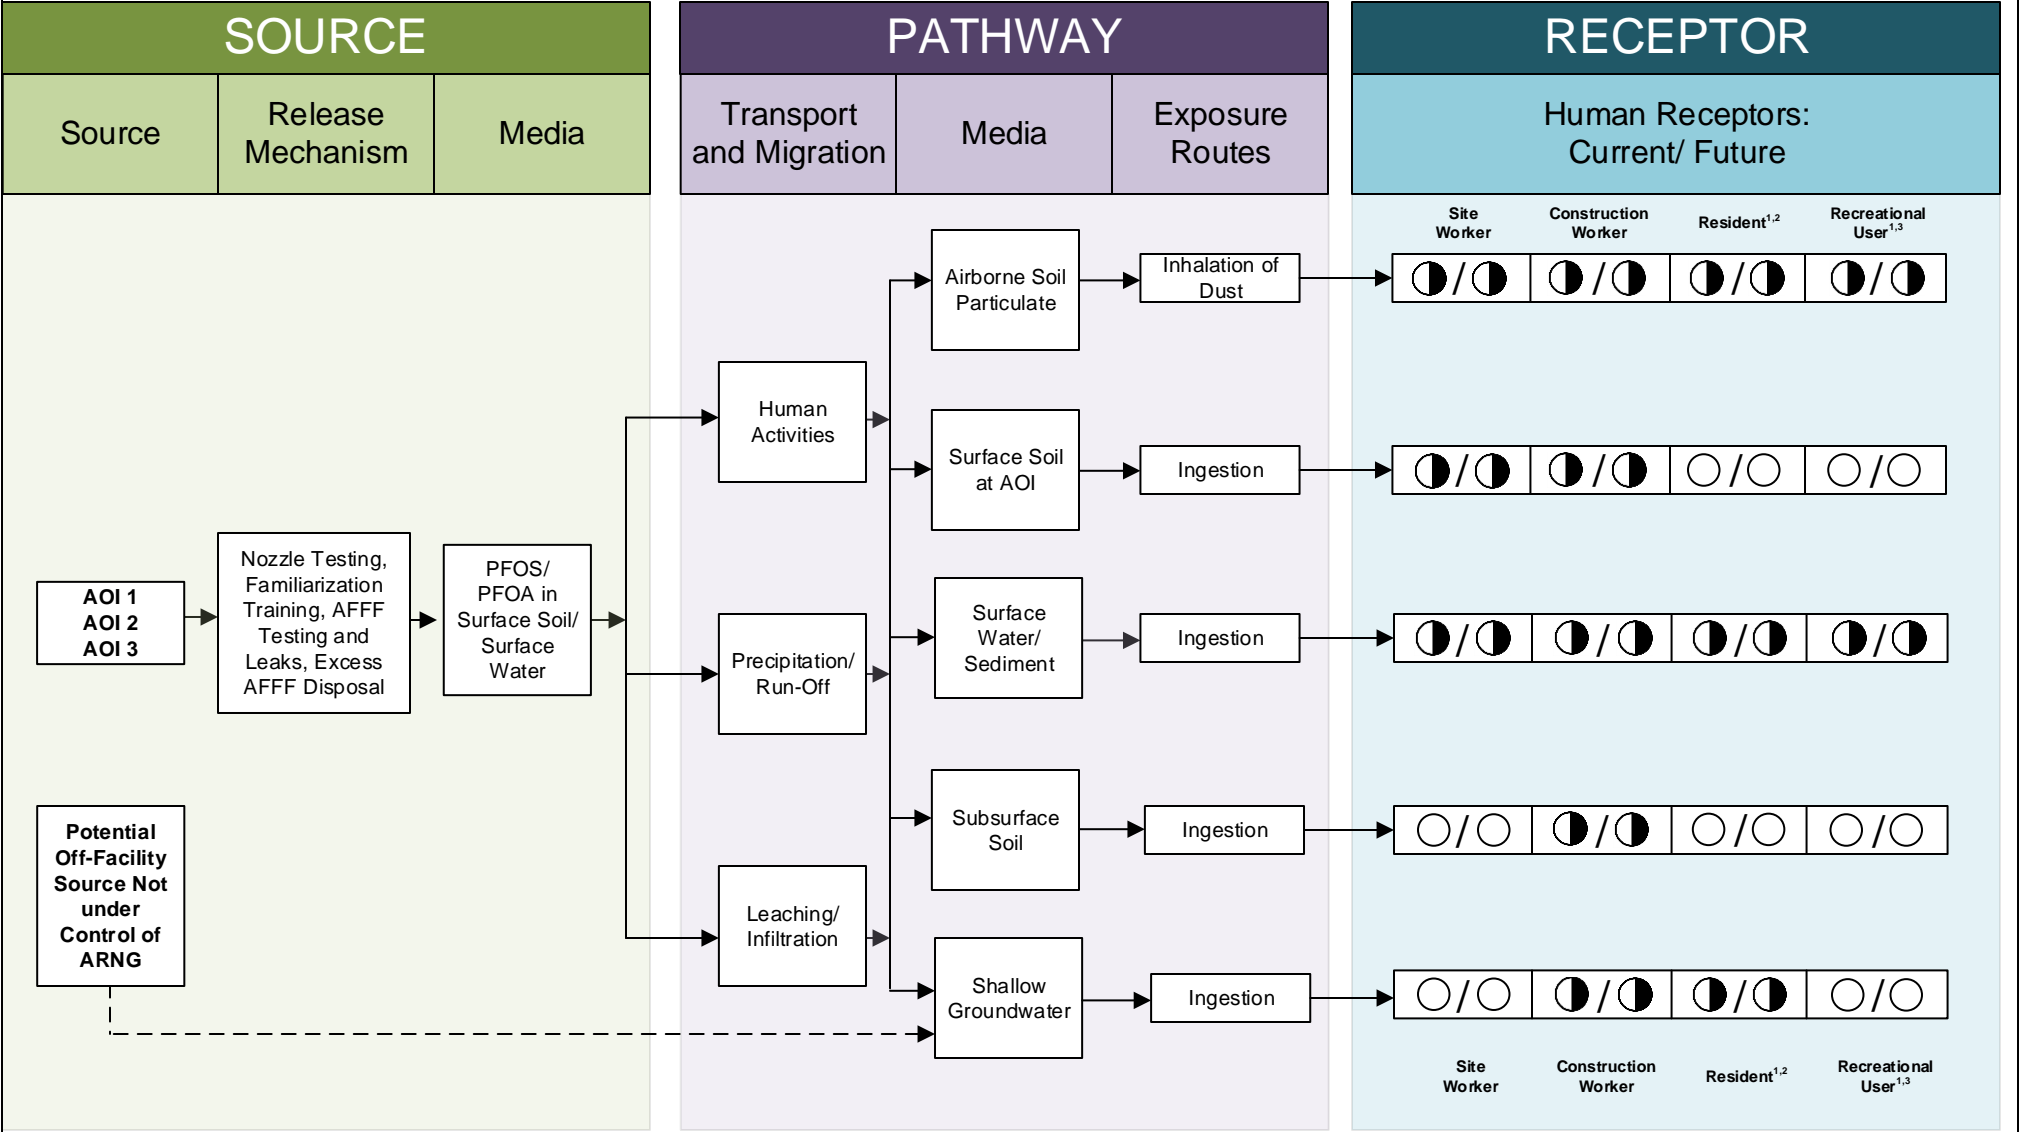 SOURCE
PATHWAY
RECEPTOR
Source
Release
Mechanism
Media
Transport
and Migration
Media
Exposure
Routes
Human Receptors:
Current/ Future
Site
Worker
Construction
Worker
Resident1,2
Recreational
User1,3
Airborne Soil
Particulate
Inhalation of
Dust
/
/
/
/
Human
Activities
Surface Soil
at AOI
Ingestion
/
/
/
/
AOI 1
AOI 2
AOI 3
Nozzle Testing,
Familiarization
Training, AFFF
Testing and
Leaks, Excess
AFFF Disposal
PFOS/
PFOA in
Surface Soil/
Surface
Water
Precipitation/
Run-Off
Surface
Water/
Sediment
Ingestion
/
/
/
/
Potential
Off-Facility
Source Not
under
Control of
ARNG
Subsurface
Soil
Ingestion
/
/
/
/
Leaching/
Infiltration
Shallow
Groundwater
Ingestion
/
/
/
/
Site
Worker
Construction
Worker
Resident1,2
Recreational
User1,3